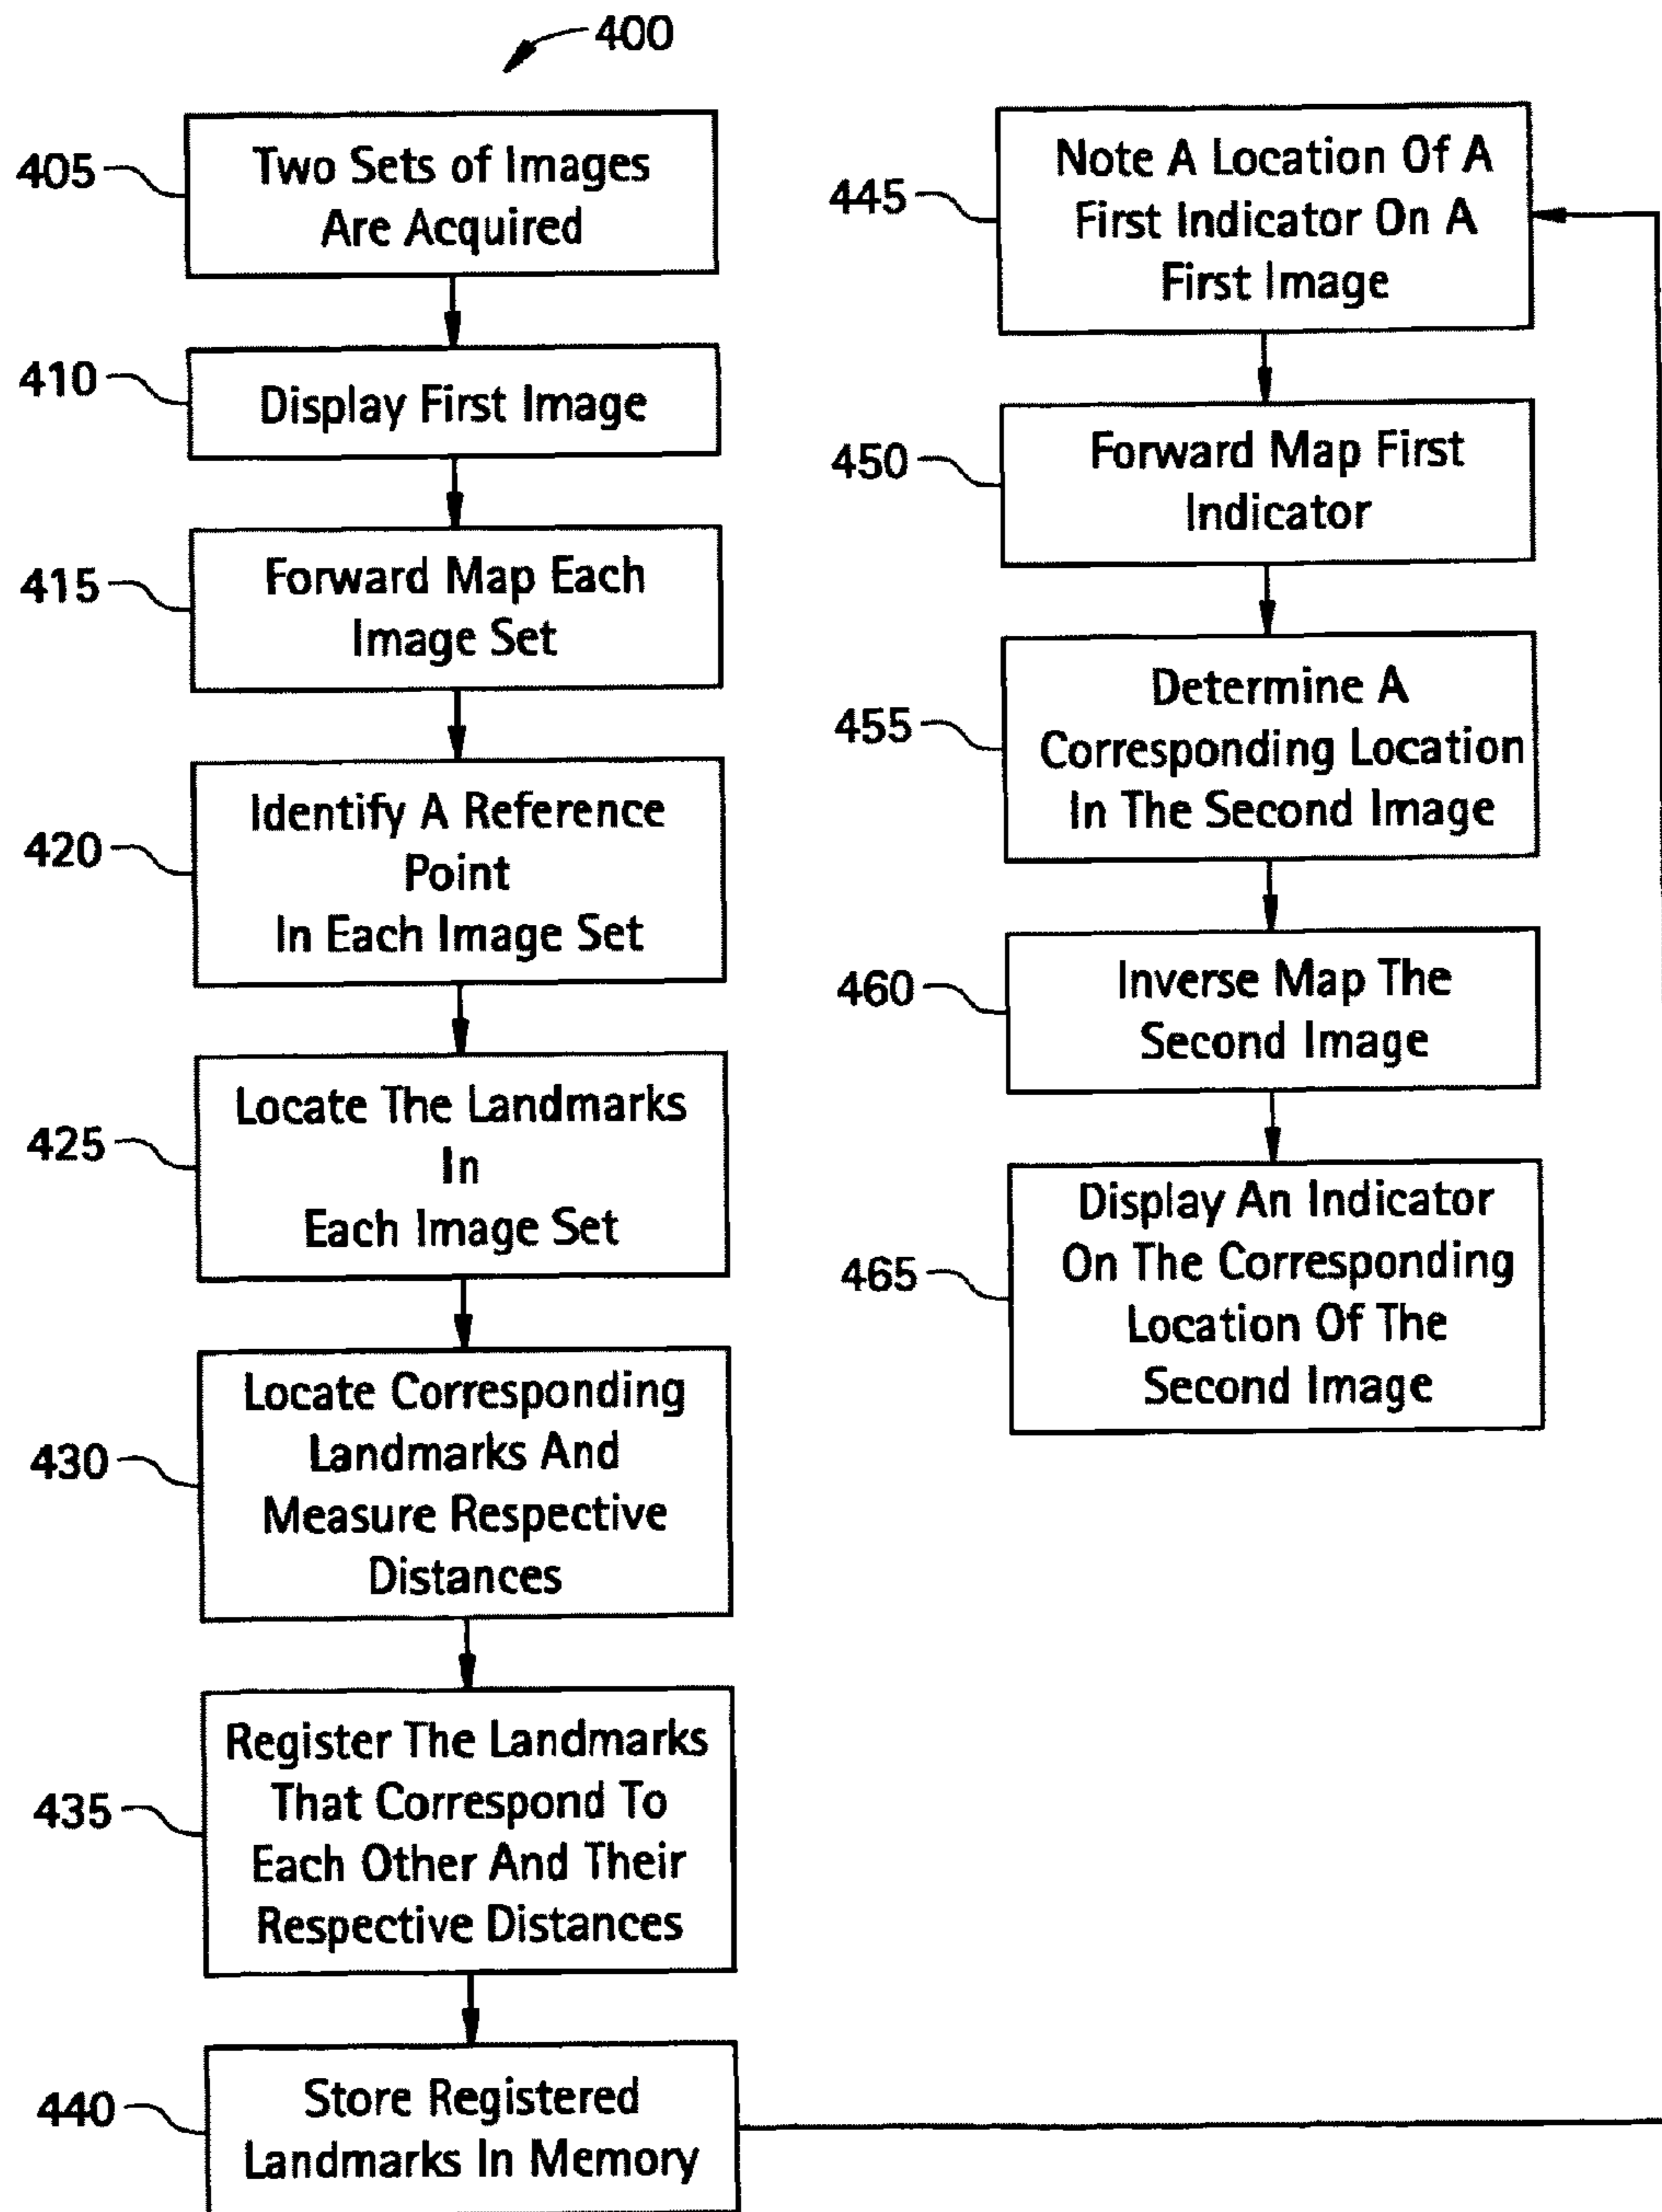 400
405
Two Sets of Images
Are Acquired
410
Display First Image
415
Forward Map Each
Image Set
420
Identify A Reference
Point
In Each Image Set
425
Locate The Landmarks
In
Each Image Set
430
Locate Corresponding
Landmarks And
Measure Respective
Distances
435
Register The Landmarks
That Correspond To
Each Other And Their
Respective Distances
440
Store Registered
Landmarks In Memory
445
Note A Location Of A
First Indicator On A
First Image
450
Forward Map First
Indicator
455
Determine A
Corresponding Location
In The Second Image
460
Inverse Map The
Second Image
465
Display An Indicator
On The Corresponding
Location Of The
Second Image